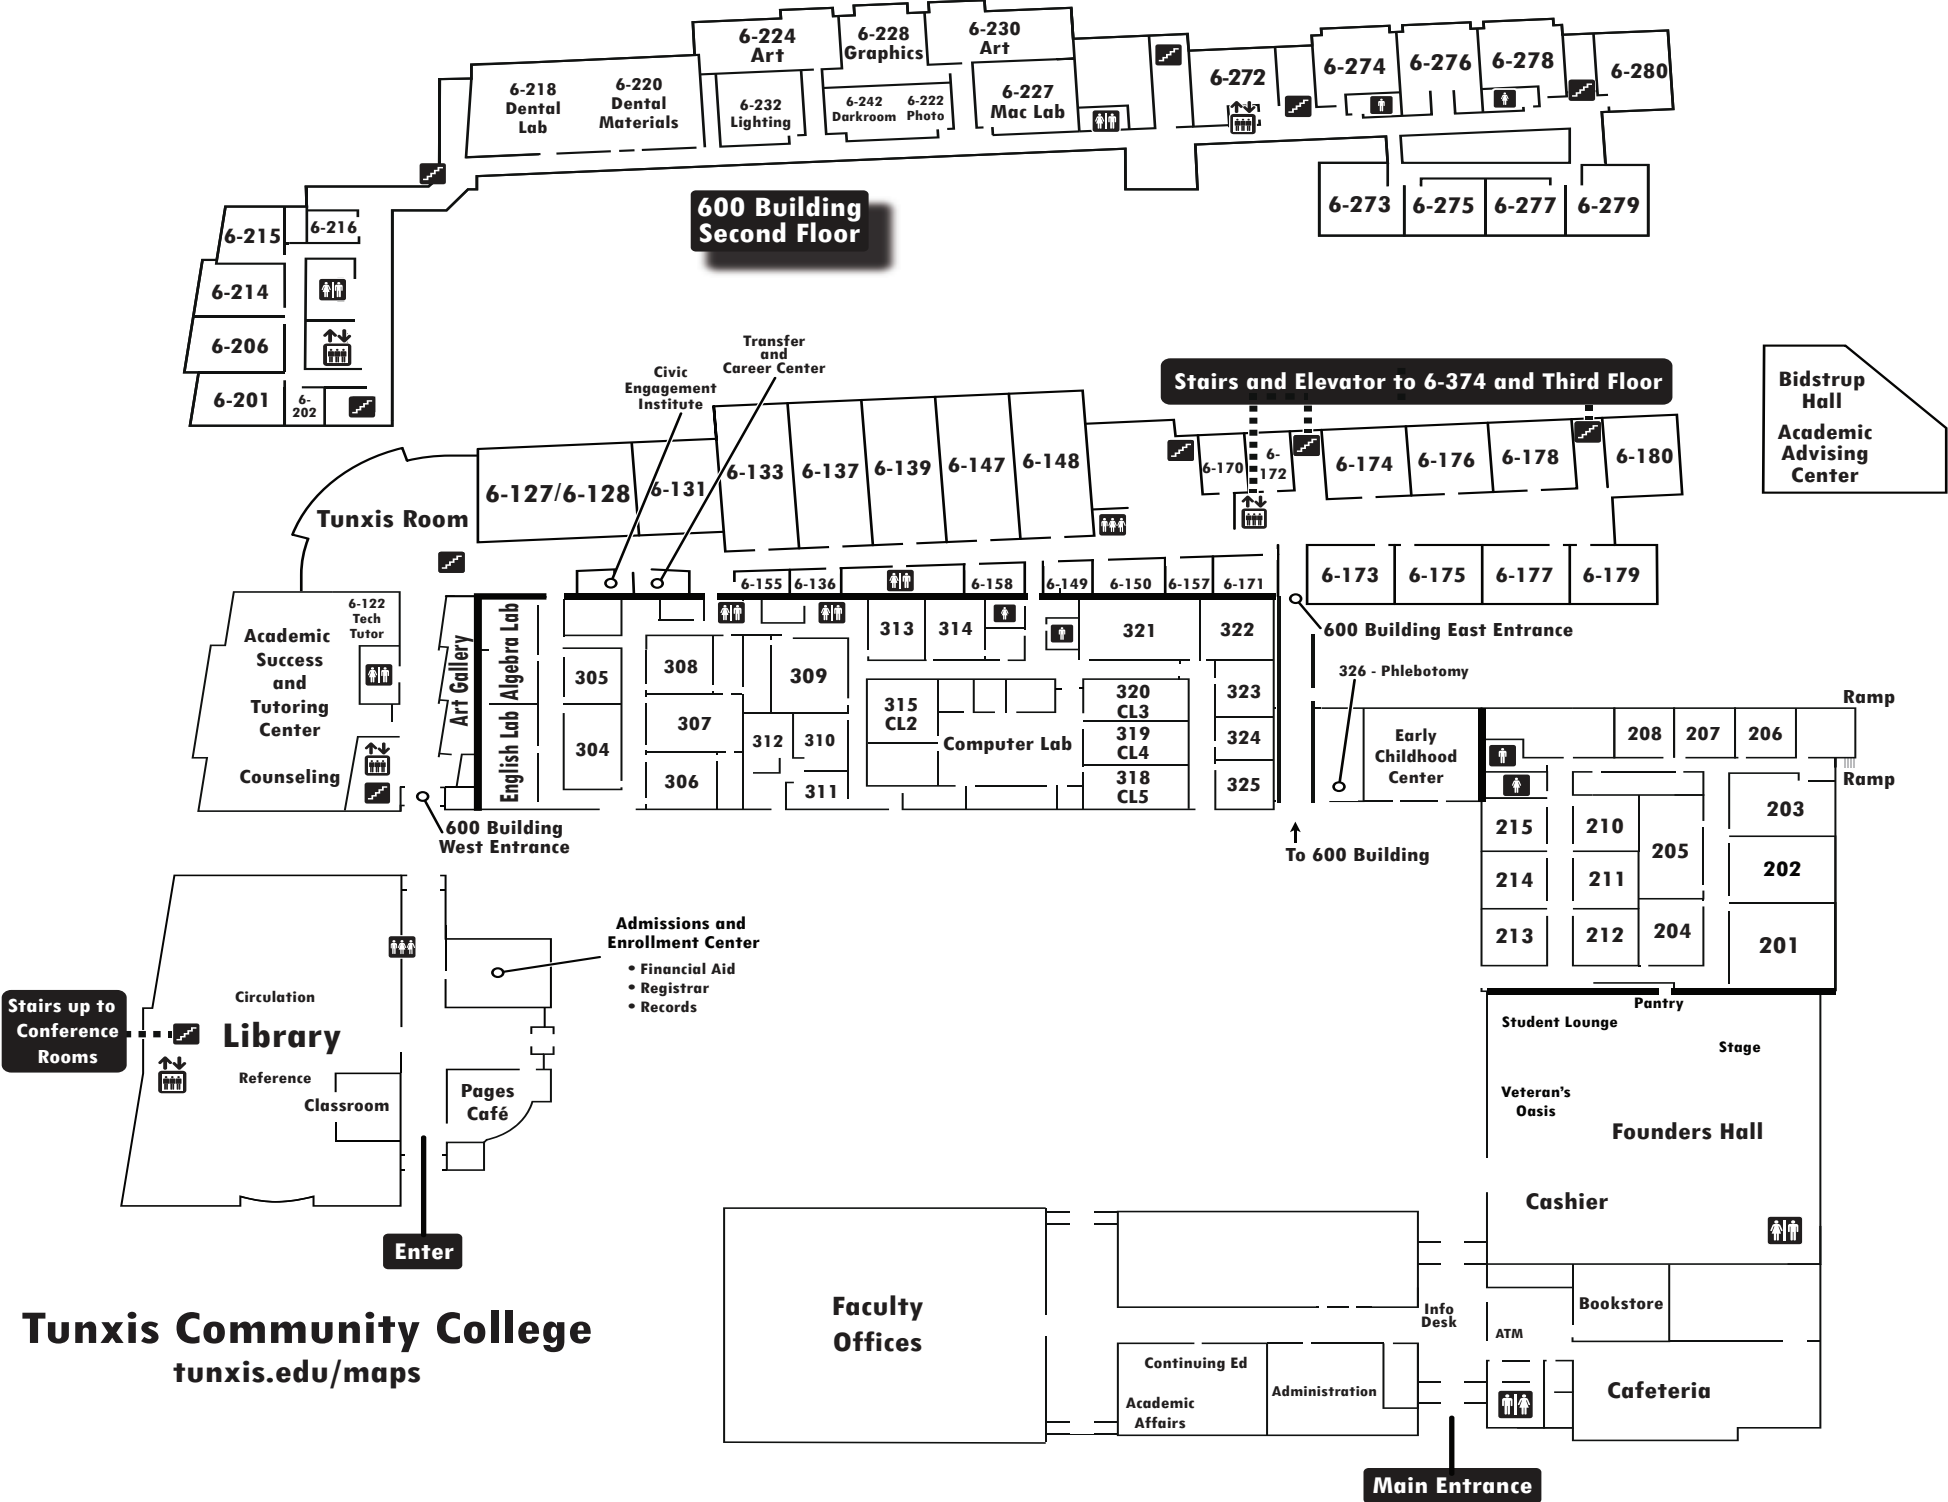 6-224
Art
6-228
Graphics
6-230
Art
6-218
Dental
Lab
6-220
Dental
Materials
6-232
Lighting
6-242
Darkroom
6-222
Photo
6-227
Mac Lab
6-272
6-274
6-276
6-278
6-280
600 Building
Second Floor
6-273
6-275
6-277
6-279
6-215
6-216
6-214
6-206
6-201
6-
202
Civic
Engagement
Institute
Transfer
and
Career Center
Stairs and Elevator to 6-374 and Third Floor
Bidstrup
Hall
Academic
Advising
Center
Tunxis Room
6-127/6-128
6-131
6-133
6-137
6-139
6-147
6-148
6-170
6-
172
6-174
6-176
6-178
6-180
6-155
6-136
6-158
6-149
6-150
6-157
6-171
6-173
6-175
6-177
6-179
600 Building East Entrance
326 - Phlebotomy
6-122
Tech
Tutor
Academic
Success
and
Tutoring
Center
Counseling
Art Gallery
Algebra Lab
English Lab
305
304
308
307
306
309
312
310
311
313
314
315
CL2
Computer Lab
321
322
320
CL3
319
CL4
318
CL5
323
324
325
Early
Childhood
Center
208
207
206
Ramp
Ramp
203
202
201
215
214
213
210
211
212
205
204
600 Building
West Entrance
To 600 Building
Admissions and
Enrollment Center
• Financial Aid
• Registrar
• Records
Stairs up to
Conference
Rooms
Circulation
Library
Reference
Classroom
Pages
Café
Enter
Pantry
Student Lounge
Stage
Veteran's
Oasis
Founders Hall
Cashier
Bookstore
Info
Desk
ATM
Cafeteria
Faculty
Offices
Continuing Ed
Academic
Affairs
Administration
Main Entrance
Tunxis Community College
tunxis.edu/maps